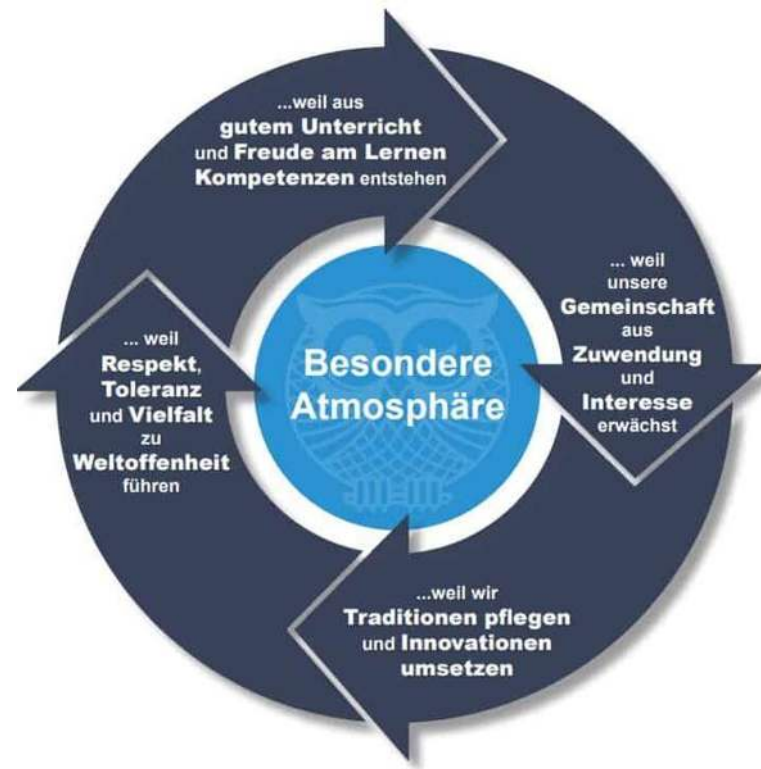 ...weil aus
gutem Unterricht
und Freude am Lernen
Kompetenzen entstehen
... weil
unsere
Gemeinschaft
aus
Zuwendung
und
Interesse
erwächst
...weil wir
Traditionen pflegen
und Innovationen
umsetzen
... weil
Respekt,
Toleranz
und Vielfalt
zu
Weltoffenheit
führen
Besondere
Atmosphäre